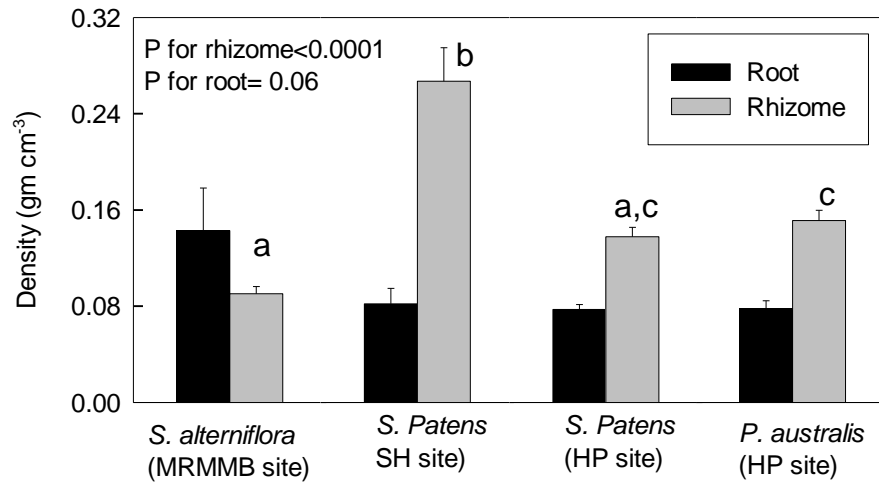 0.32
P for rhizome<0.0001
P for root= 0.06
b
Root
Rhizome
0.24
0.16
a
a,c
c
0.08
0.00
Density (gm cm-3)
S. alterniflora
(MRMMB site)
S. Patens
SH site)
S. Patens
(HP site)
P. australis
(HP site)